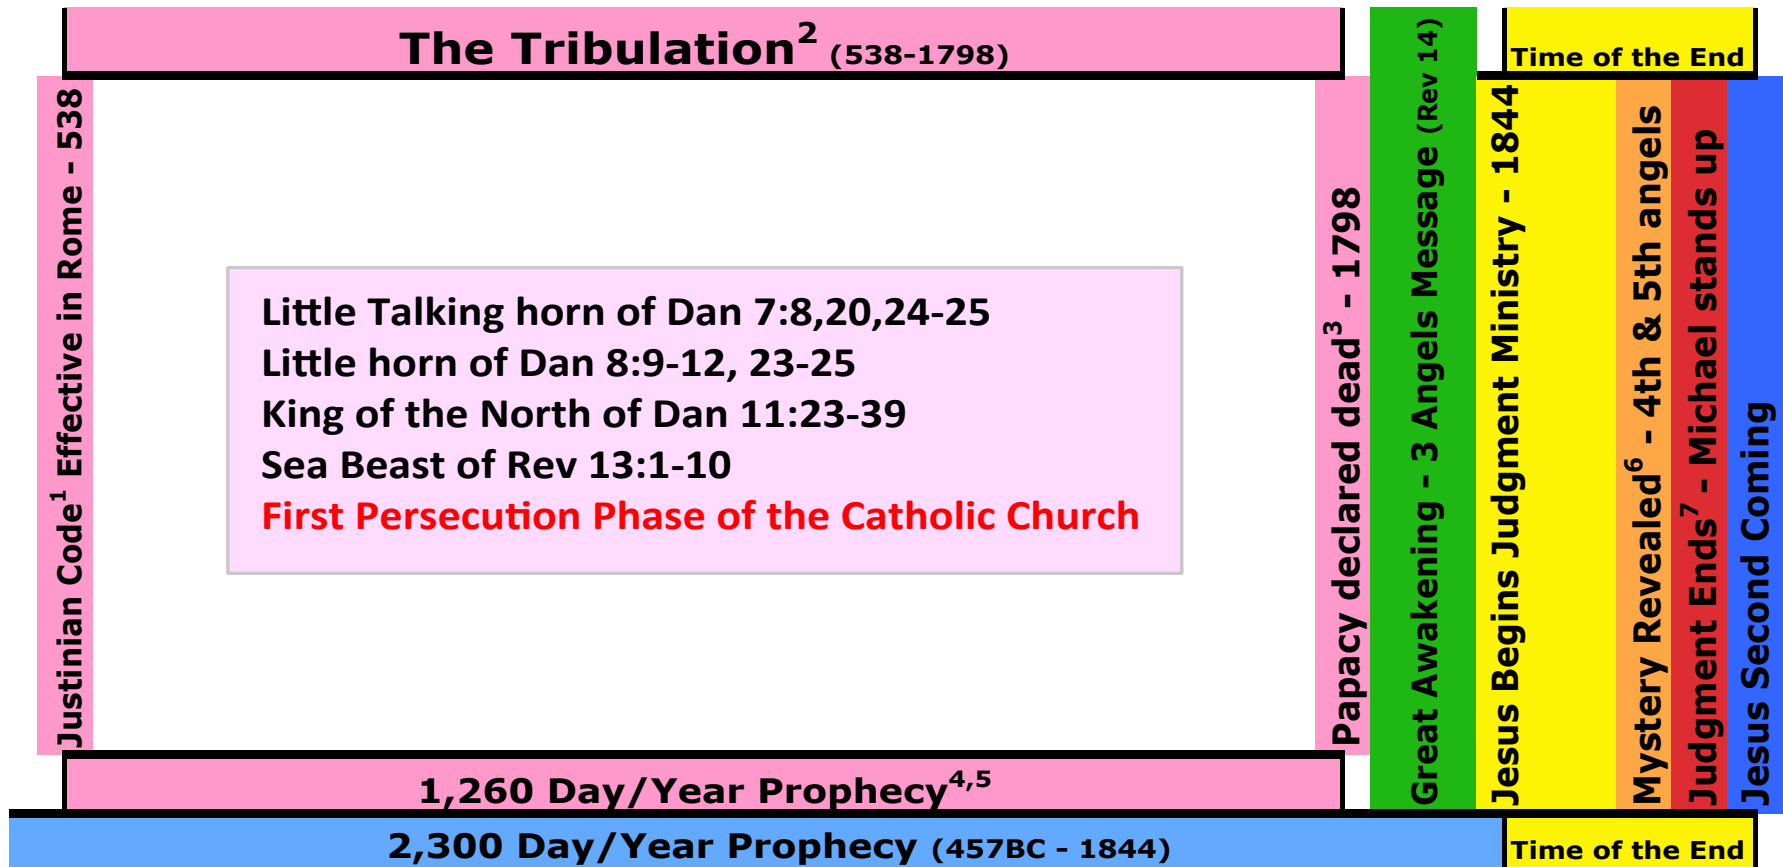 The Tribulation² (538-1798)
Time of the End
Justinian Code¹ Effective in Rome - 538
Little Talking horn of Dan 7:8,20,24-25
Little horn of Dan 8:9-12, 23-25
King of the North of Dan 11:23-39
Sea Beast of Rev 13:1-10
First Persecution Phase of the Catholic Church
Papacy declared dead³ - 1798
Great Awakening - 3 Angels Message (Rev 14)
Jesus Begins Judgment Ministry - 1844
Mystery Revealed⁶ - 4th & 5th angels
Judgment Ends⁷ - Michael stands up
Jesus Second Coming
1,260 Day/Year Prophecy⁴,⁵
2,300 Day/Year Prophecy (457BC - 1844)
Time of the End